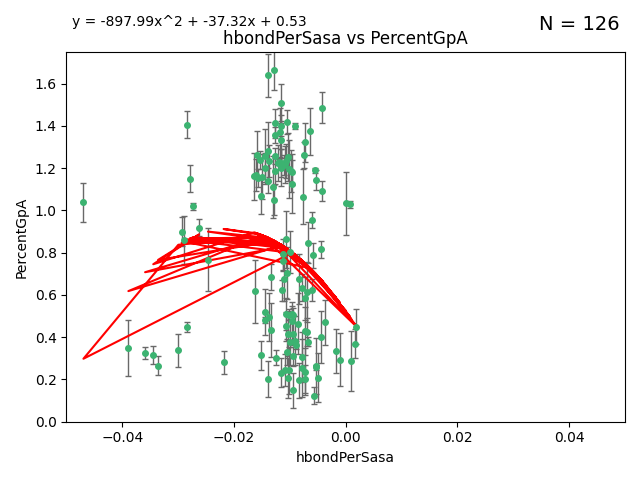 y = -897.99x^2 + -37.32x + 0.53
N = 126
hbondPerSasa vs PercentGpA
PercentGpA
1.6
1.4
1.2
1.0
0.8
0.6
0.4
0.2
0.0
−0.04
−0.02
0.00
0.02
0.04
hbondPerSasa